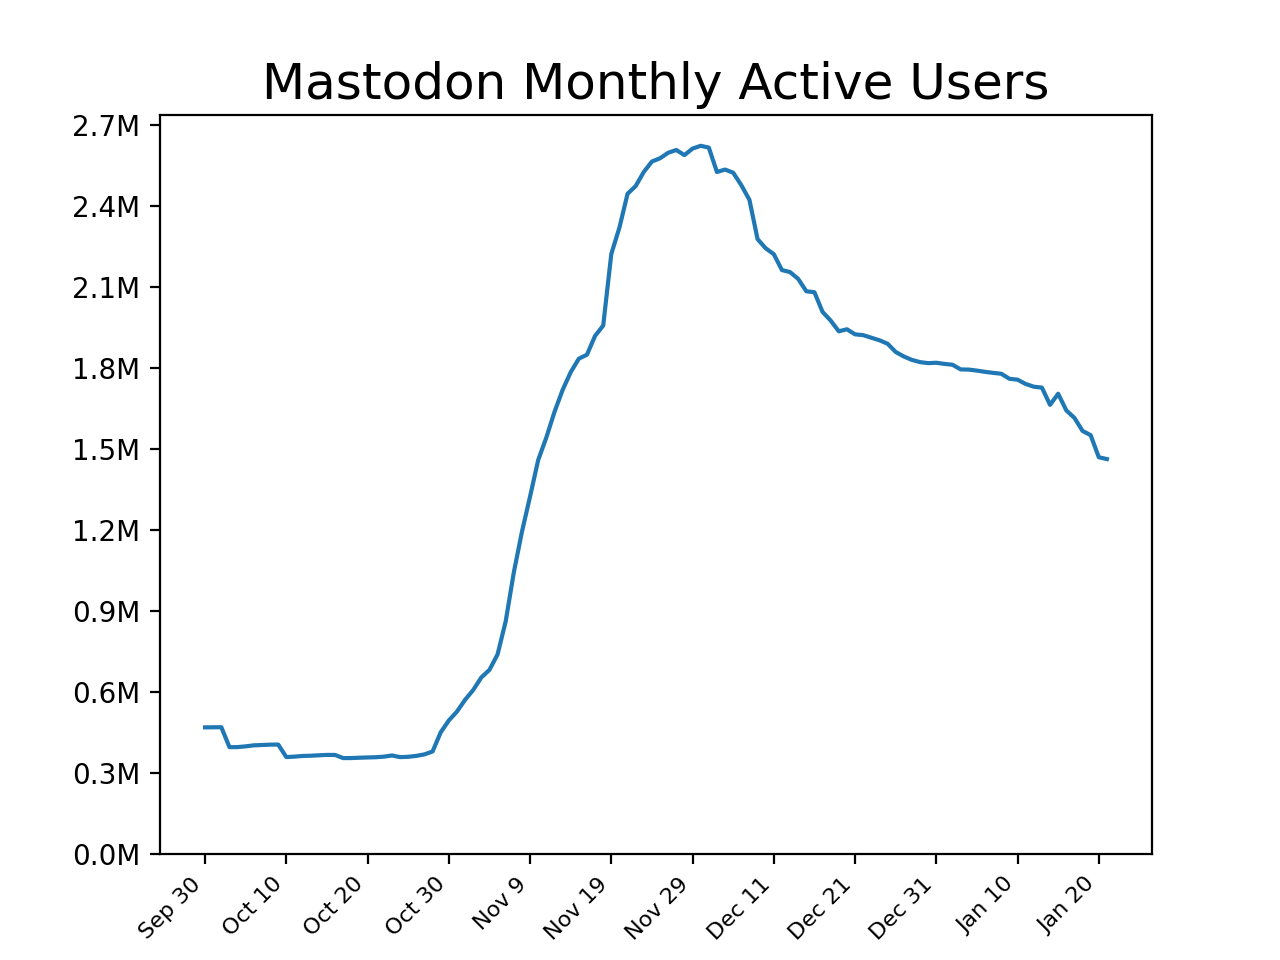 Mastodon Monthly Active Users
2.7M
2.4M
2.1M
1.8M
1.5M
1.2M
0.9M
0.6M
0.3M
0.0M
Sep 30
Oct 10
Oct 20
Oct 30
Nov 9
Nov 19
Nov 29
Dec 11
Dec 21
Dec 31
Jan 10
Jan 20